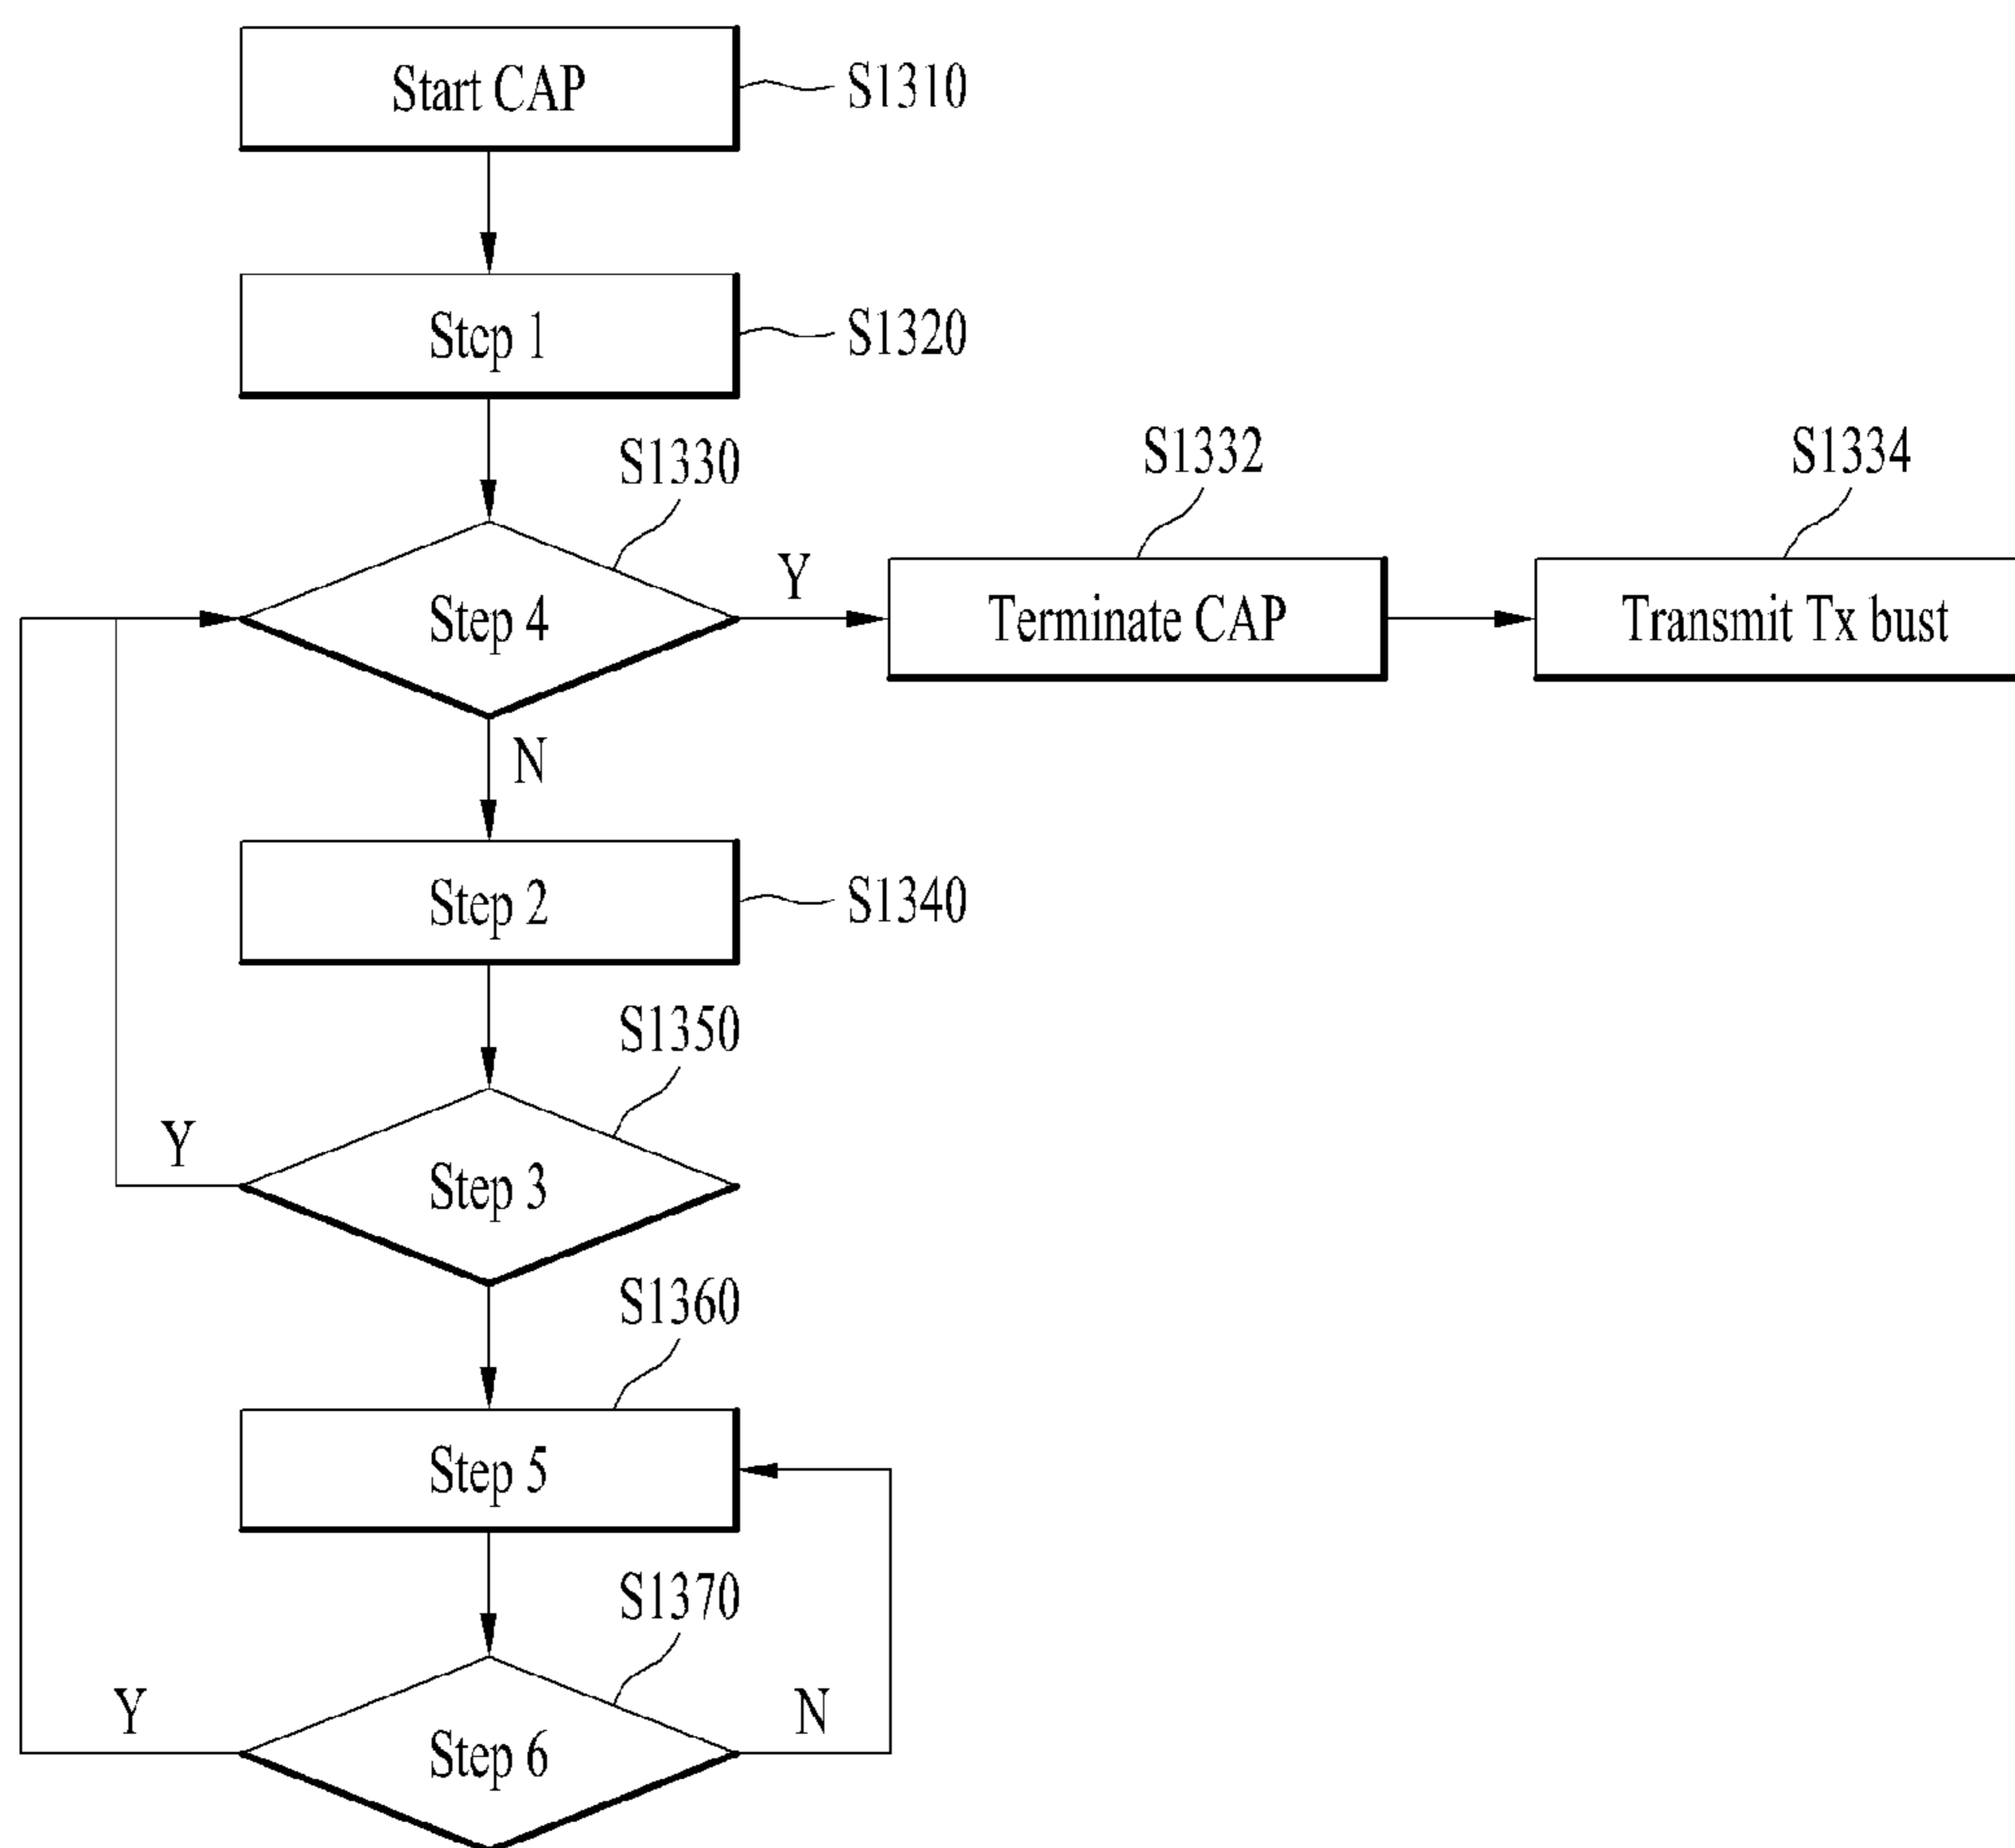 Start CAP
S1310
Step 1
S1320
S1330
S1332
S1334
Step 4
Y
Terminate CAP
Transmit Tx bust
N
Step 2
S1340
S1350
Y
Step 3
S1360
Step 5
S1370
Y
N
Step 6